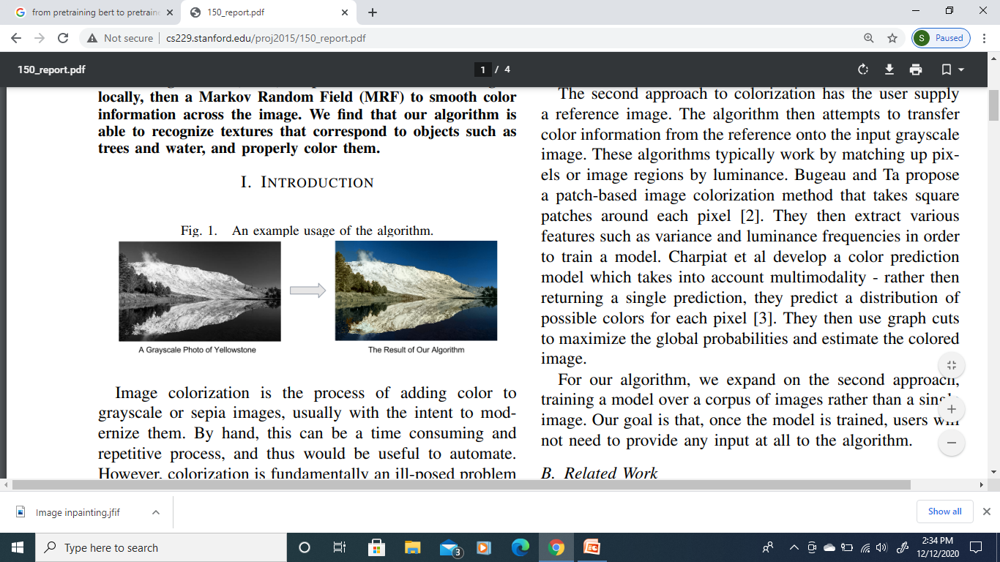 from pretraining bert to pretraine
150_report.pdf
Not secure
cs229.stanford.edu/proj2015/150_report.pdf
S
Paused
150_report.pdf
1 / 4
locally, then a Markov Random Field (MRF) to smooth color
information across the image. We find that our algorithm is
able to recognize textures that correspond to objects such as
trees and water, and properly color them.
I. INTRODUCTION
Fig. 1. An example usage of the algorithm.
A Grayscale Photo of Yellowstone
The Result of Our Algorithm
Image colorization is the process of adding color to
grayscale or sepia images, usually with the intent to mod-
ernize them. By hand, this can be a time consuming and
repetitive process, and thus would be useful to automate.
However, colorization is fundamentally an ill-posed problem
The second approach to colorization has the user supply
a reference image. The algorithm then attempts to transfer
color information from the reference onto the input grayscale
image. These algorithms typically work by matching up pix-
els or image regions by luminance. Bugeau and Ta propose
a patch-based image colorization method that takes square
patches around each pixel [2]. They then extract various
features such as variance and luminance frequencies in order
to train a model. Charpiat et al develop a color prediction
model which takes into account multimodality - rather then
returning a single prediction, they predict a distribution of
possible colors for each pixel [3]. They then use graph cuts
to maximize the global probabilities and estimate the colored
image.
For our algorithm, we expand on the second approach,
training a model over a corpus of images rather than a single
image. Our goal is that, once the model is trained, users will
not need to provide any input at all to the algorithm.
B. Related Work
Image inpainting.jfif
Show all
Type here to search
3
2:34 PM
12/12/2020